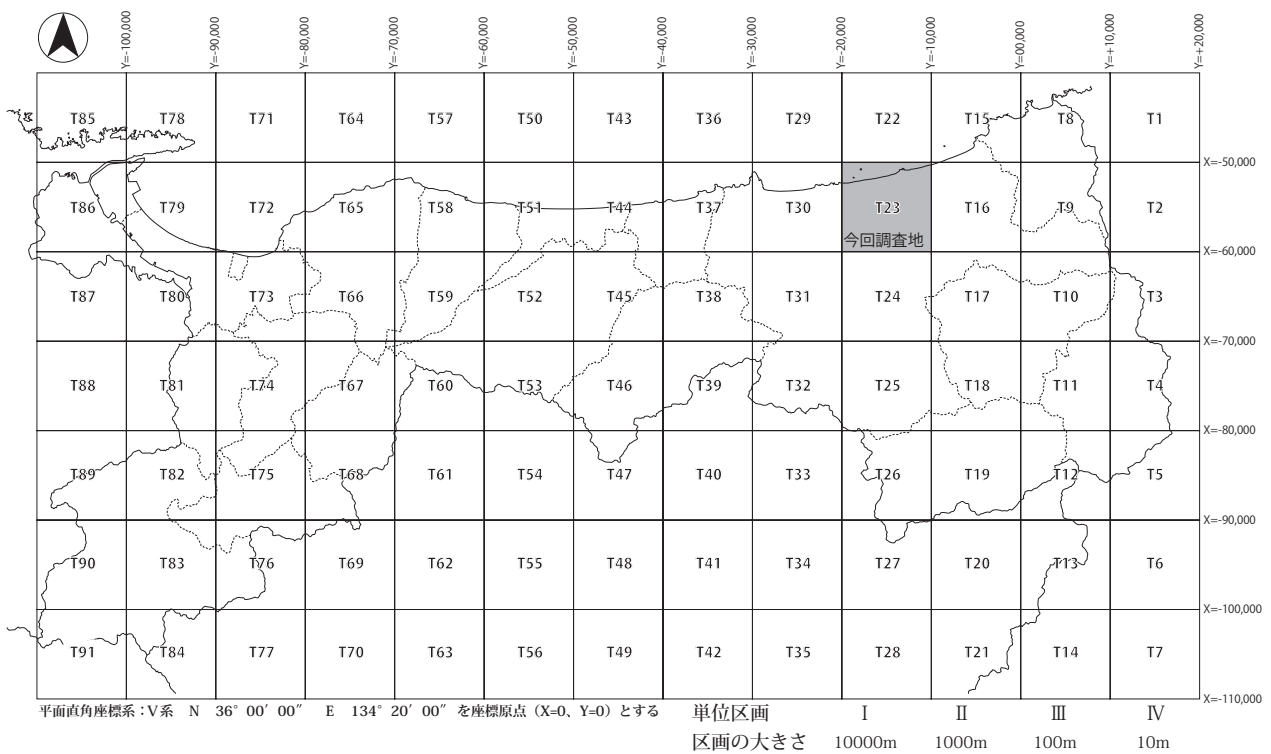 Y=-100,000 Y=-90,000 Y=-80,000 Y=-70,000 Y=-60,000 Y=-50,000 Y=-40,000 Y=-30,000 Y=-20,000 Y=-10,000 Y=00,000 Y=+10,000 Y=+20,000
T85 T78 T71 T64 T57 T50 T43 T36 T29 T22 T15 T8 T1
X=-50,000
T86 T79 T72 T65 T58 T51 T44 T37 T30 T23 T16 T9 T2
今回調査地
X=-60,000
T87 T80 T73 T66 T59 T52 T45 T38 T31 T24 T17 T10 T3
X=-70,000
T88 T81 T74 T67 T60 T53 T46 T39 T32 T25 T18 T11 T4
X=-80,000
T89 T82 T75 T68 T61 T54 T47 T40 T33 T26 T19 T12 T5
X=-90,000
T90 T83 T76 T69 T62 T55 T48 T41 T34 T27 T20 T13 T6
X=-100,000
T91 T84 T77 T70 T63 T56 T49 T42 T35 T28 T21 T14 T7
X=-110,000
平面直角座標系：Ⅴ系 N 36° 00′ 00″ E 134° 20′ 00″ を座標原点（X=0、Y=0）とする
単位区画 Ⅰ Ⅱ Ⅲ Ⅳ
区画の大きさ 10000m 1000m 100m 10m